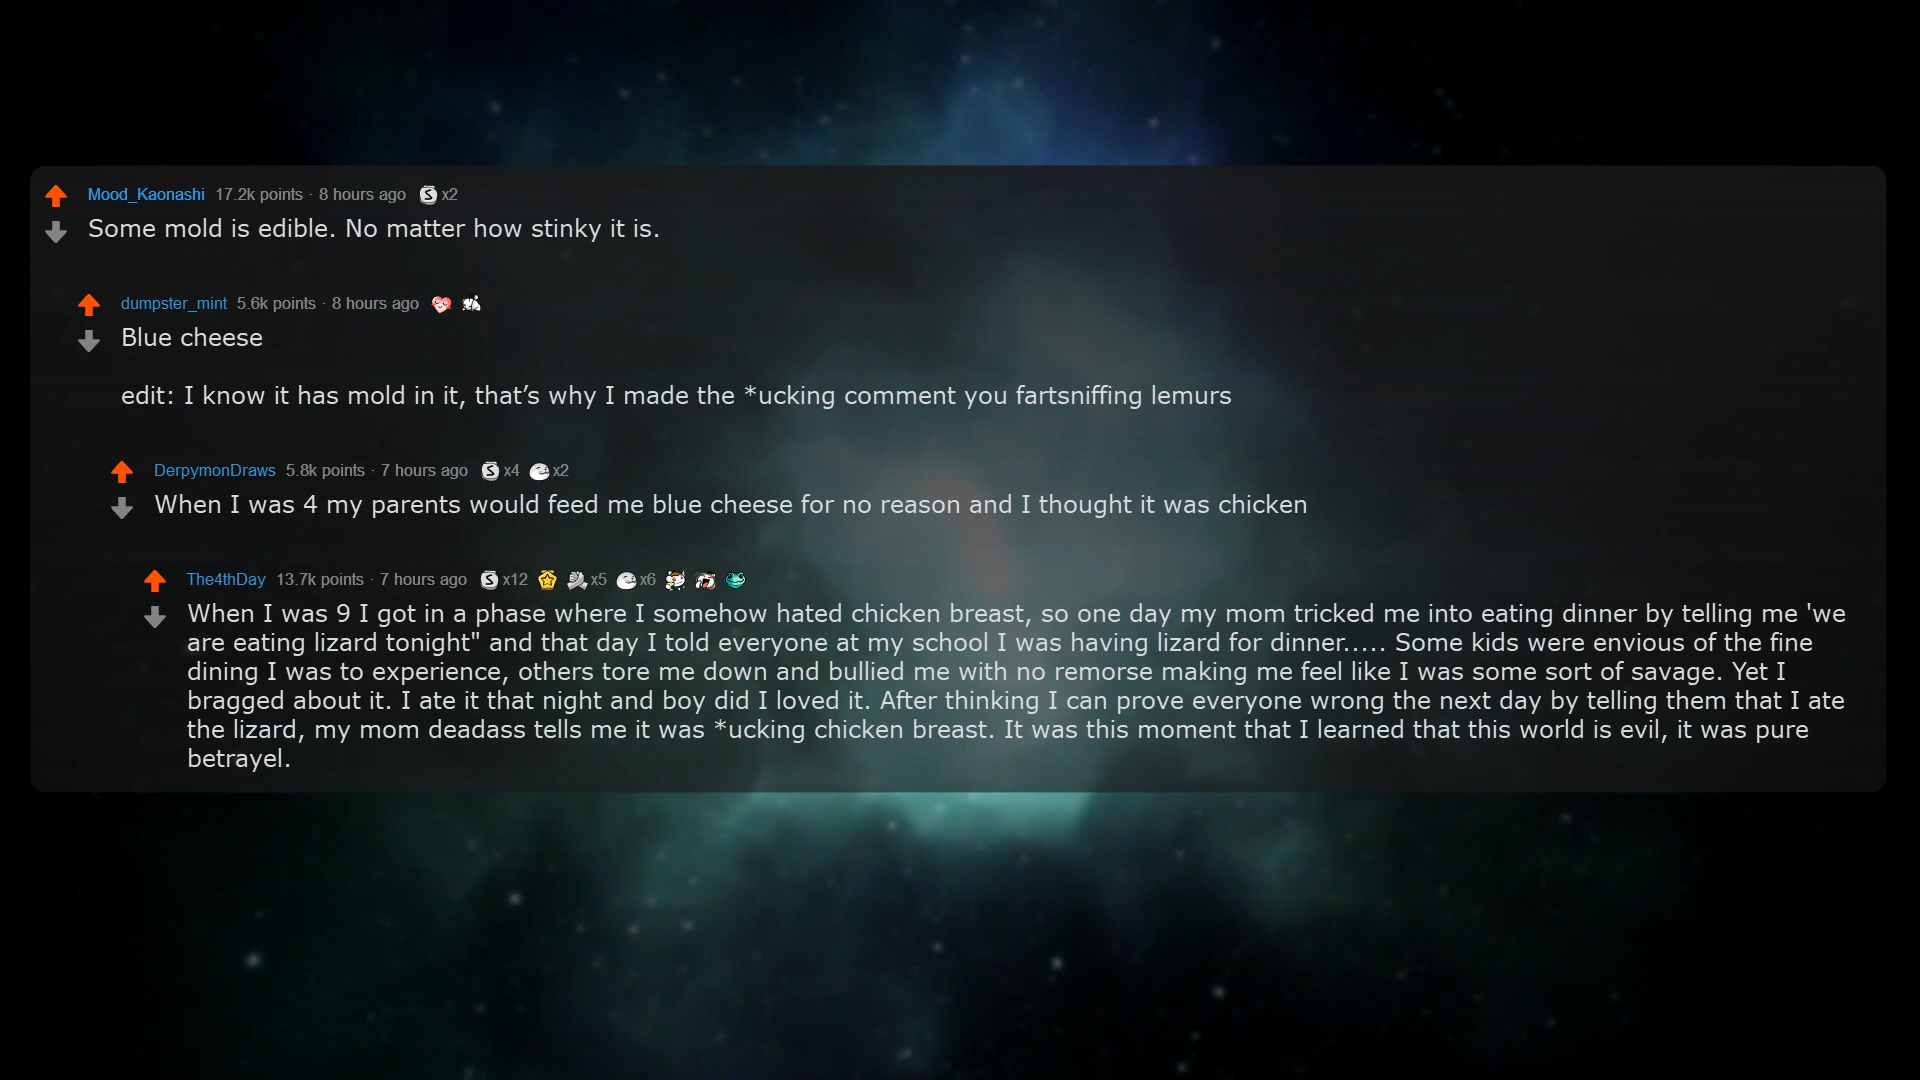 Mood_Kaonashi 17.2k points · 8 hours ago S x2
Some mold is edible. No matter how stinky it is.
dumpster_mint 5.6k points · 8 hours ago
Blue cheese
edit: I know it has mold in it, that’s why I made the *ucking comment you fartsniffing lemurs
DerpymonDraws 5.8k points · 7 hours ago S x4 x2
When I was 4 my parents would feed me blue cheese for no reason and I thought it was chicken
The4thDay 13.7k points · 7 hours ago S x12 x5 x6
When I was 9 I got in a phase where I somehow hated chicken breast, so one day my mom tricked me into eating dinner by telling me 'we
are eating lizard tonight" and that day I told everyone at my school I was having lizard for dinner..... Some kids were envious of the fine
dining I was to experience, others tore me down and bullied me with no remorse making me feel like I was some sort of savage. Yet I
bragged about it. I ate it that night and boy did I loved it. After thinking I can prove everyone wrong the next day by telling them that I ate
the lizard, my mom deadass tells me it was *ucking chicken breast. It was this moment that I learned that this world is evil, it was pure
betrayel.